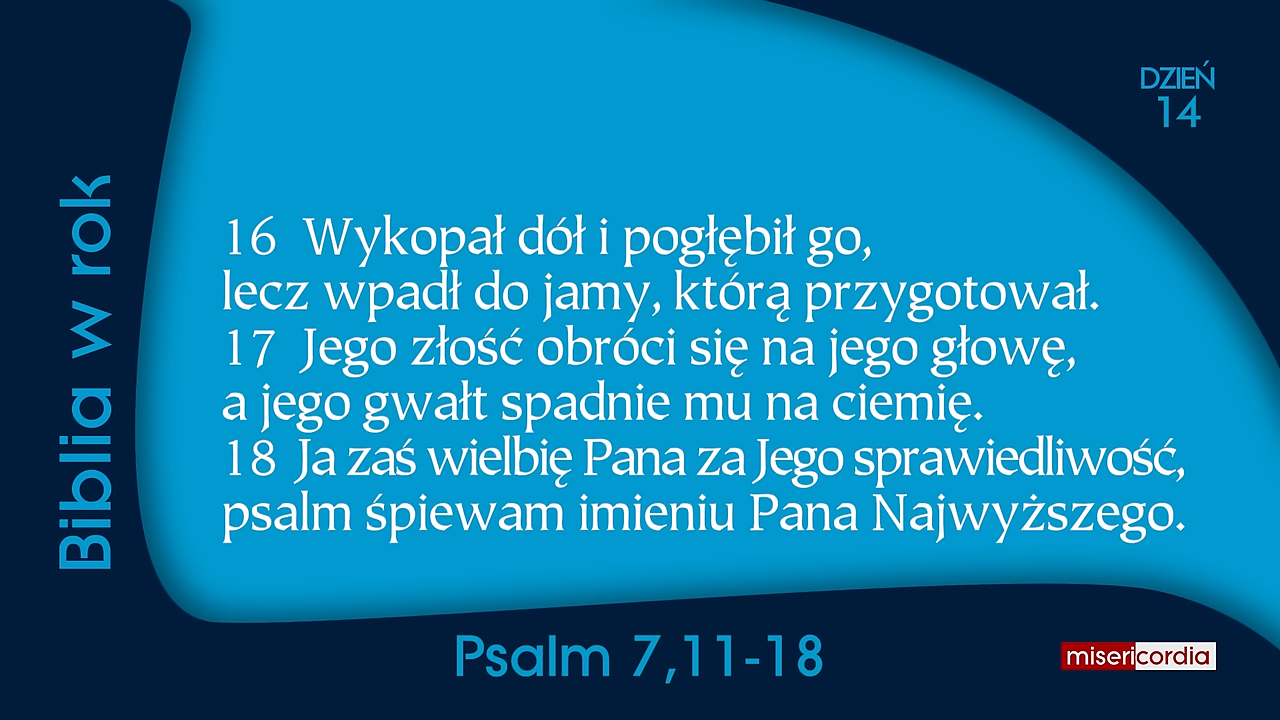 DZIEŃ
14
Biblia w rok
16 Wykopał dół i pogłębił go,
lecz wpadł do jamy, którą przygotował.
17 Jego złość obróci się na jego głowę,
a jego gwałt spadnie mu na ciemię.
18 Ja zaś wielbię Pana za Jego sprawiedliwość,
psalm śpiewam imieniu Pana Najwyższego.
Psalm 7,11-18
misericordia